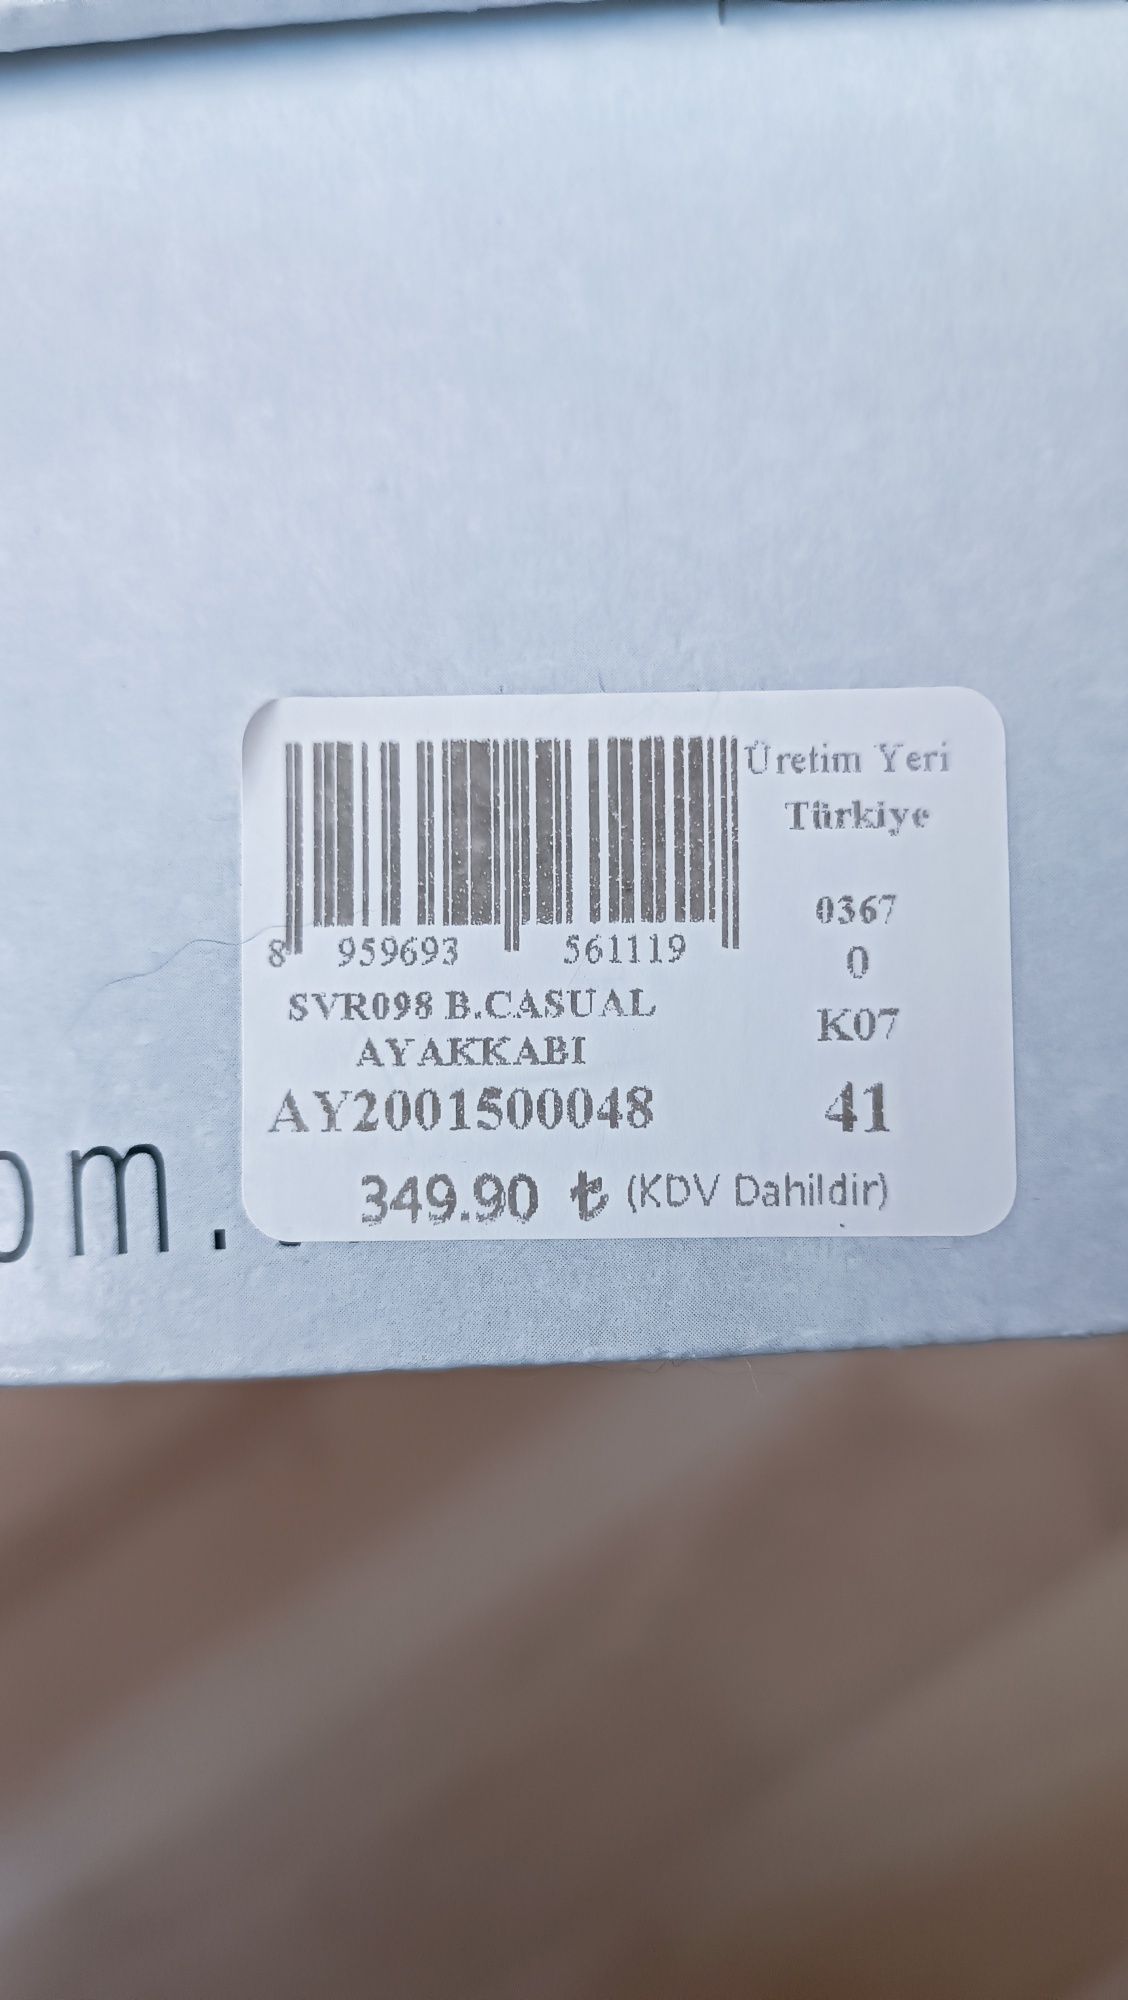 Üretim Yeri
Türkiye
0367
0
K07
41
8 959693 561119
SVR098 B.CASUAL
AYAKKABI
AY2001500048
349.90 ₺ (KDV Dahildir)
om.